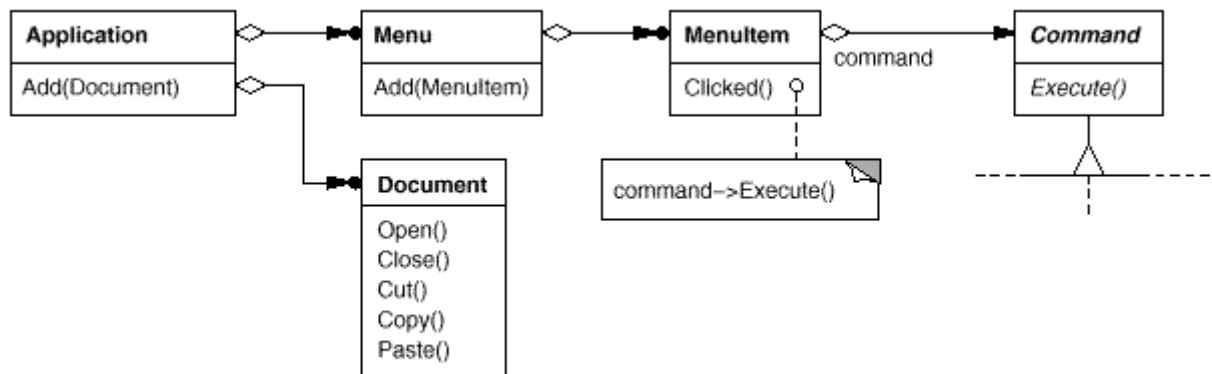 Application
Add(Document)
Menu
Add(MenuItem)
MenuItem
Clicked()
command
Command
Execute()
command–>Execute()
Document
Open()
Close()
Cut()
Copy()
Paste()